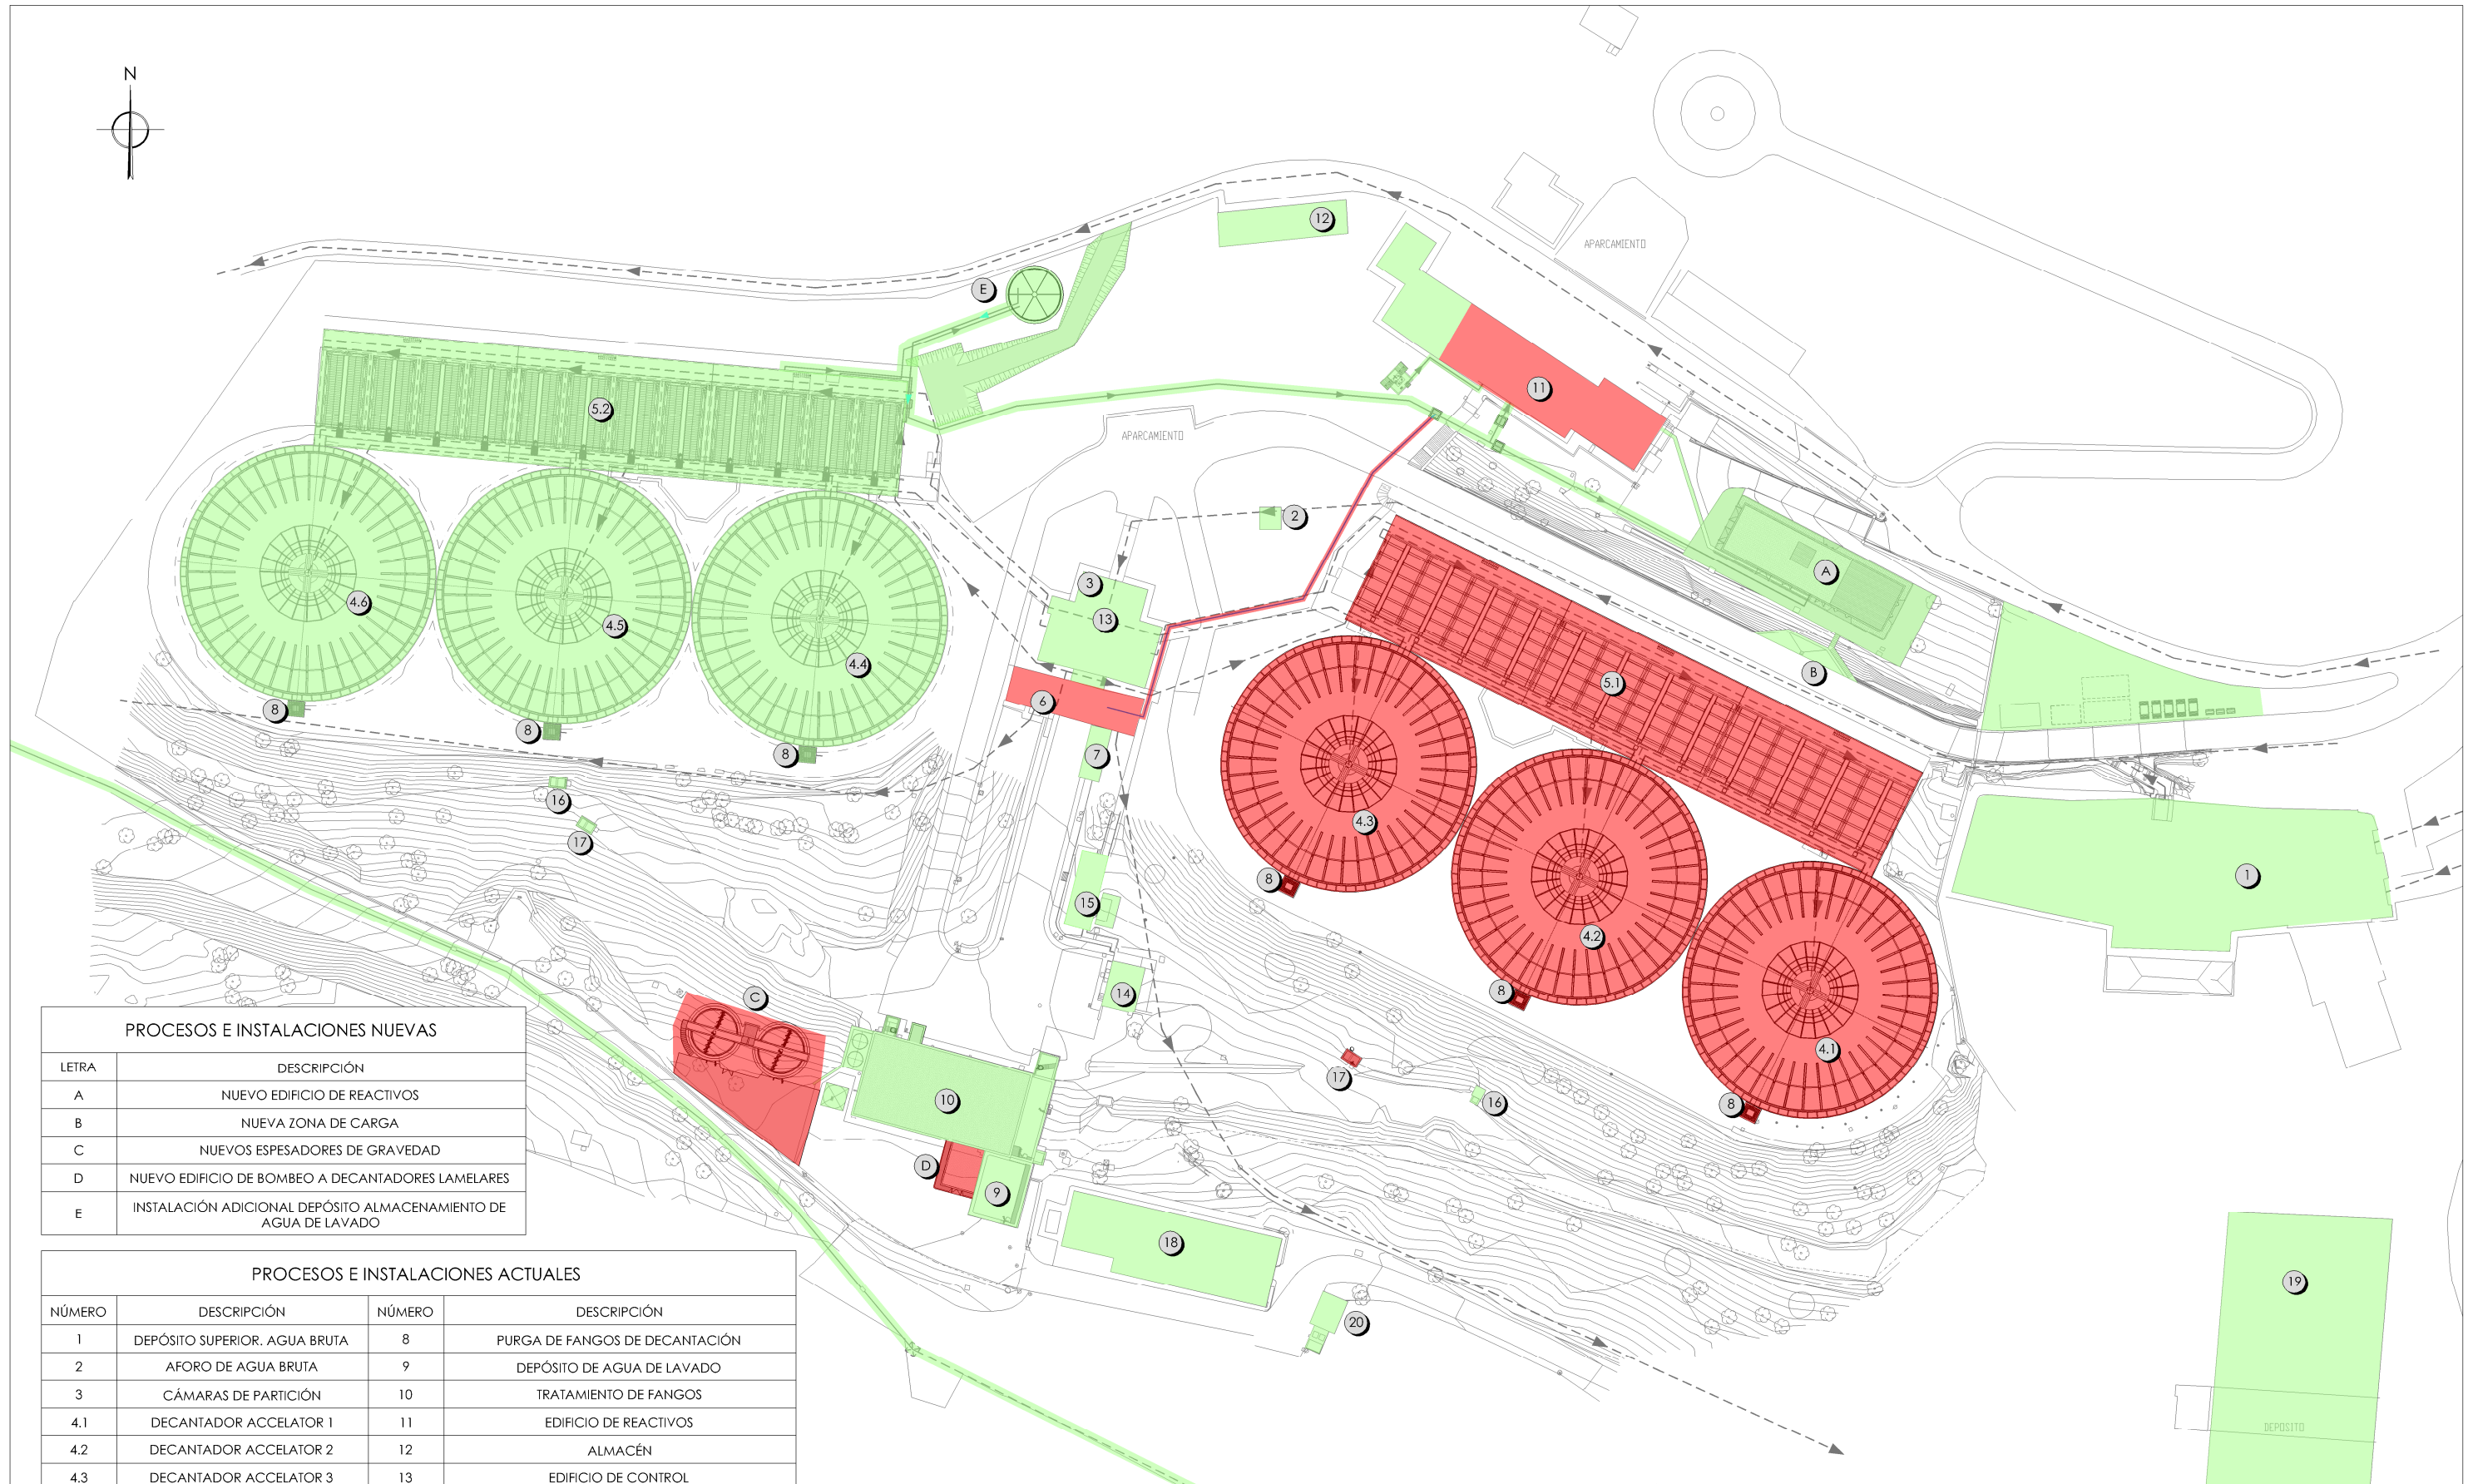 N
12
APARCAMIENTO
E
11
5.2
APARCAMIENTO
2
A
3
4.6
13
4.5
4.4
B
5.1
6
8
8
8
7
16
4.3
17
1
8
15
4.2
8
14
C
4.1
17
10
16
8
D
9
18
19
20
DEPOSITO
PROCESOS E INSTALACIONES NUEVAS
LETRA DESCRIPCIÓN
A NUEVO EDIFICIO DE REACTIVOS
B NUEVA ZONA DE CARGA
C NUEVOS ESPESADORES DE GRAVEDAD
D NUEVO EDIFICIO DE BOMBEO A DECANTADORES LAMELARES
E INSTALACIÓN ADICIONAL DEPÓSITO ALMACENAMIENTO DE
AGUA DE LAVADO
PROCESOS E INSTALACIONES ACTUALES
NÚMERO DESCRIPCIÓN NÚMERO DESCRIPCIÓN
1 DEPÓSITO SUPERIOR. AGUA BRUTA 8 PURGA DE FANGOS DE DECANTACIÓN
2 AFORO DE AGUA BRUTA 9 DEPÓSITO DE AGUA DE LAVADO
3 CÁMARAS DE PARTICIÓN 10 TRATAMIENTO DE FANGOS
4.1 DECANTADOR ACCELATOR 1 11 EDIFICIO DE REACTIVOS
4.2 DECANTADOR ACCELATOR 2 12 ALMACÉN
4.3 DECANTADOR ACCELATOR 3 13 EDIFICIO DE CONTROL